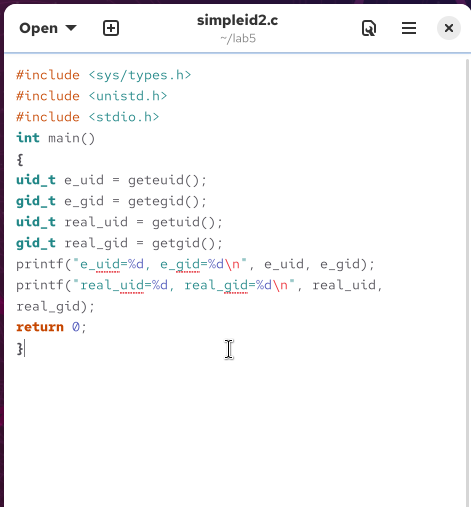 Open
simpleid2.c
~/lab5
#include <sys/types.h>
#include <unistd.h>
#include <stdio.h>
int main()
{
uid_t e_uid = geteuid();
gid_t e_gid = getegid();
uid_t real_uid = getuid();
gid_t real_gid = getgid();
printf("e_uid=%d, e_gid=%d\n", e_uid, e_gid);
printf("real_uid=%d, real_gid=%d\n", real_uid,
real_gid);
return 0;
}